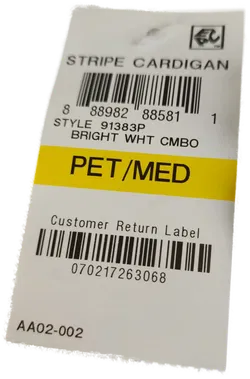 STRIPE CARDIGAN
8 88982 88581 1
STYLE 91383P
BRIGHT WHT CMBO
PET/MED
Customer Return Label
070217263068
AA02-002